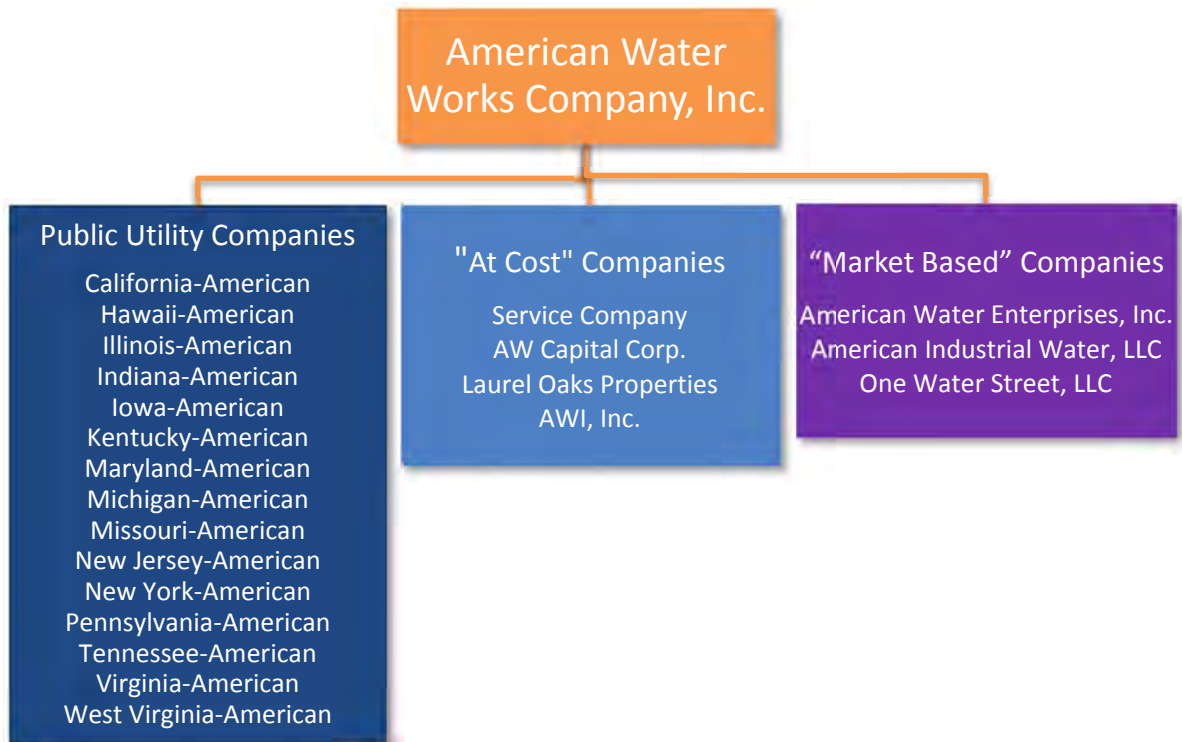 American Water
Works Company, Inc.
Public Utility Companies
California-American
Hawaii-American
Illinois-American
Indiana-American
Iowa-American
Kentucky-American
Maryland-American
Michigan-American
Missouri-American
New Jersey-American
New York-American
Pennsylvania-American
Tennessee-American
Virginia-American
West Virginia-American
"At Cost" Companies
Service Company
AW Capital Corp.
Laurel Oaks Properties
AWI, Inc.
“Market Based” Companies
American Water Enterprises, Inc.
American Industrial Water, LLC
One Water Street, LLC